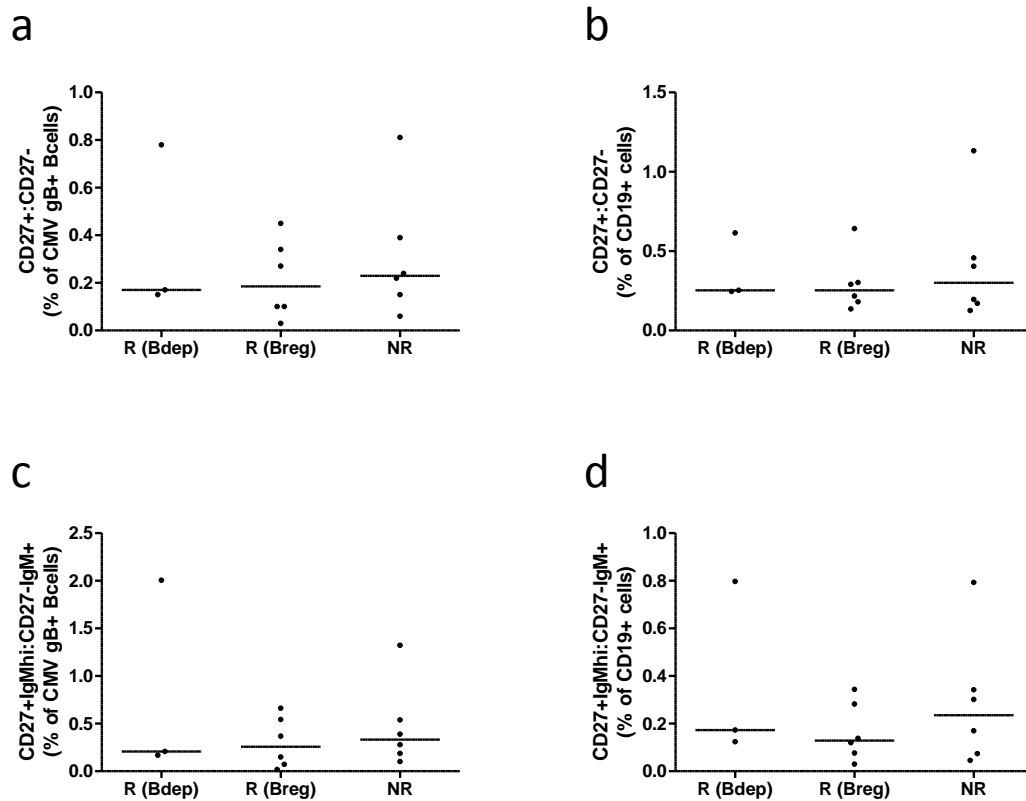 a
CD27+:CD27-
(% of CMV gB+ Bcells)
1.0
0.8
0.6
0.4
0.2
0.0
R (Bdep)
R (Breg)
NR
b
CD27+:CD27-
(% of CD19+ cells)
1.5
1.0
0.5
0.0
R (Bdep)
R (Breg)
NR
c
CD27+IgMhi:CD27-IgM+
(% of CMV gB+ Bcells)
2.5
2.0
1.5
1.0
0.5
0.0
R (Bdep)
R (Breg)
NR
d
CD27+IgMhi:CD27-IgM+
(% of CD19+ cells)
1.0
0.8
0.6
0.4
0.2
0.0
R (Bdep)
R (Breg)
NR